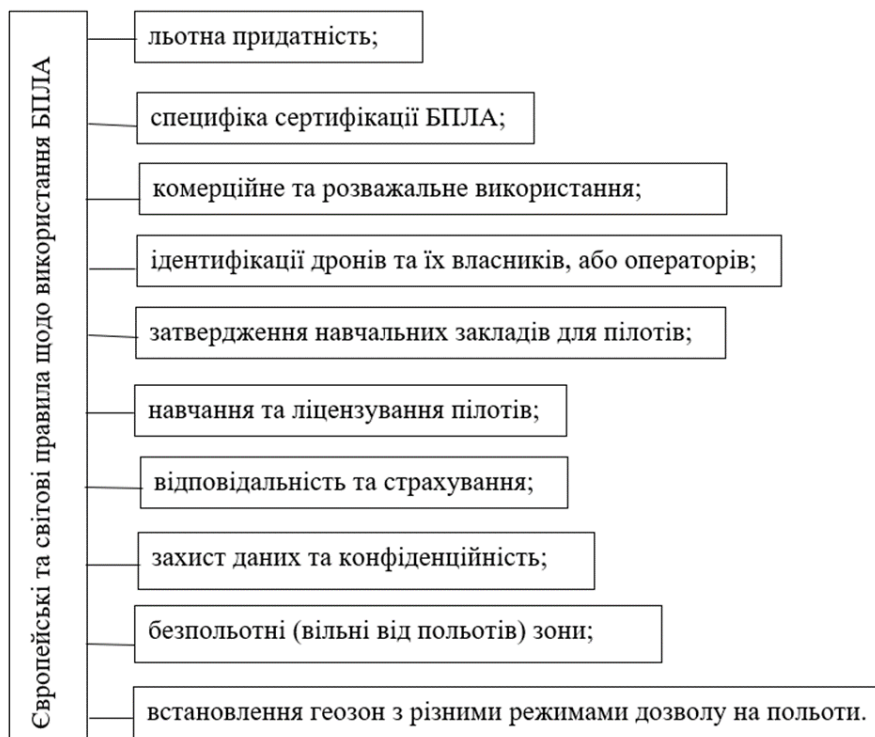 Європейські та світові правила щодо використання БПЛА
льотна придатність;
специфіка сертифікації БПЛА;
комерційне та розважальне використання;
ідентифікації дронів та їх власників, або операторів;
затвердження навчальних закладів для пілотів;
навчання та ліцензування пілотів;
відповідальність та страхування;
захист даних та конфіденційність;
безпольотні (вільні від польотів) зони;
встановлення геозон з різними режимами дозволу на польоти.